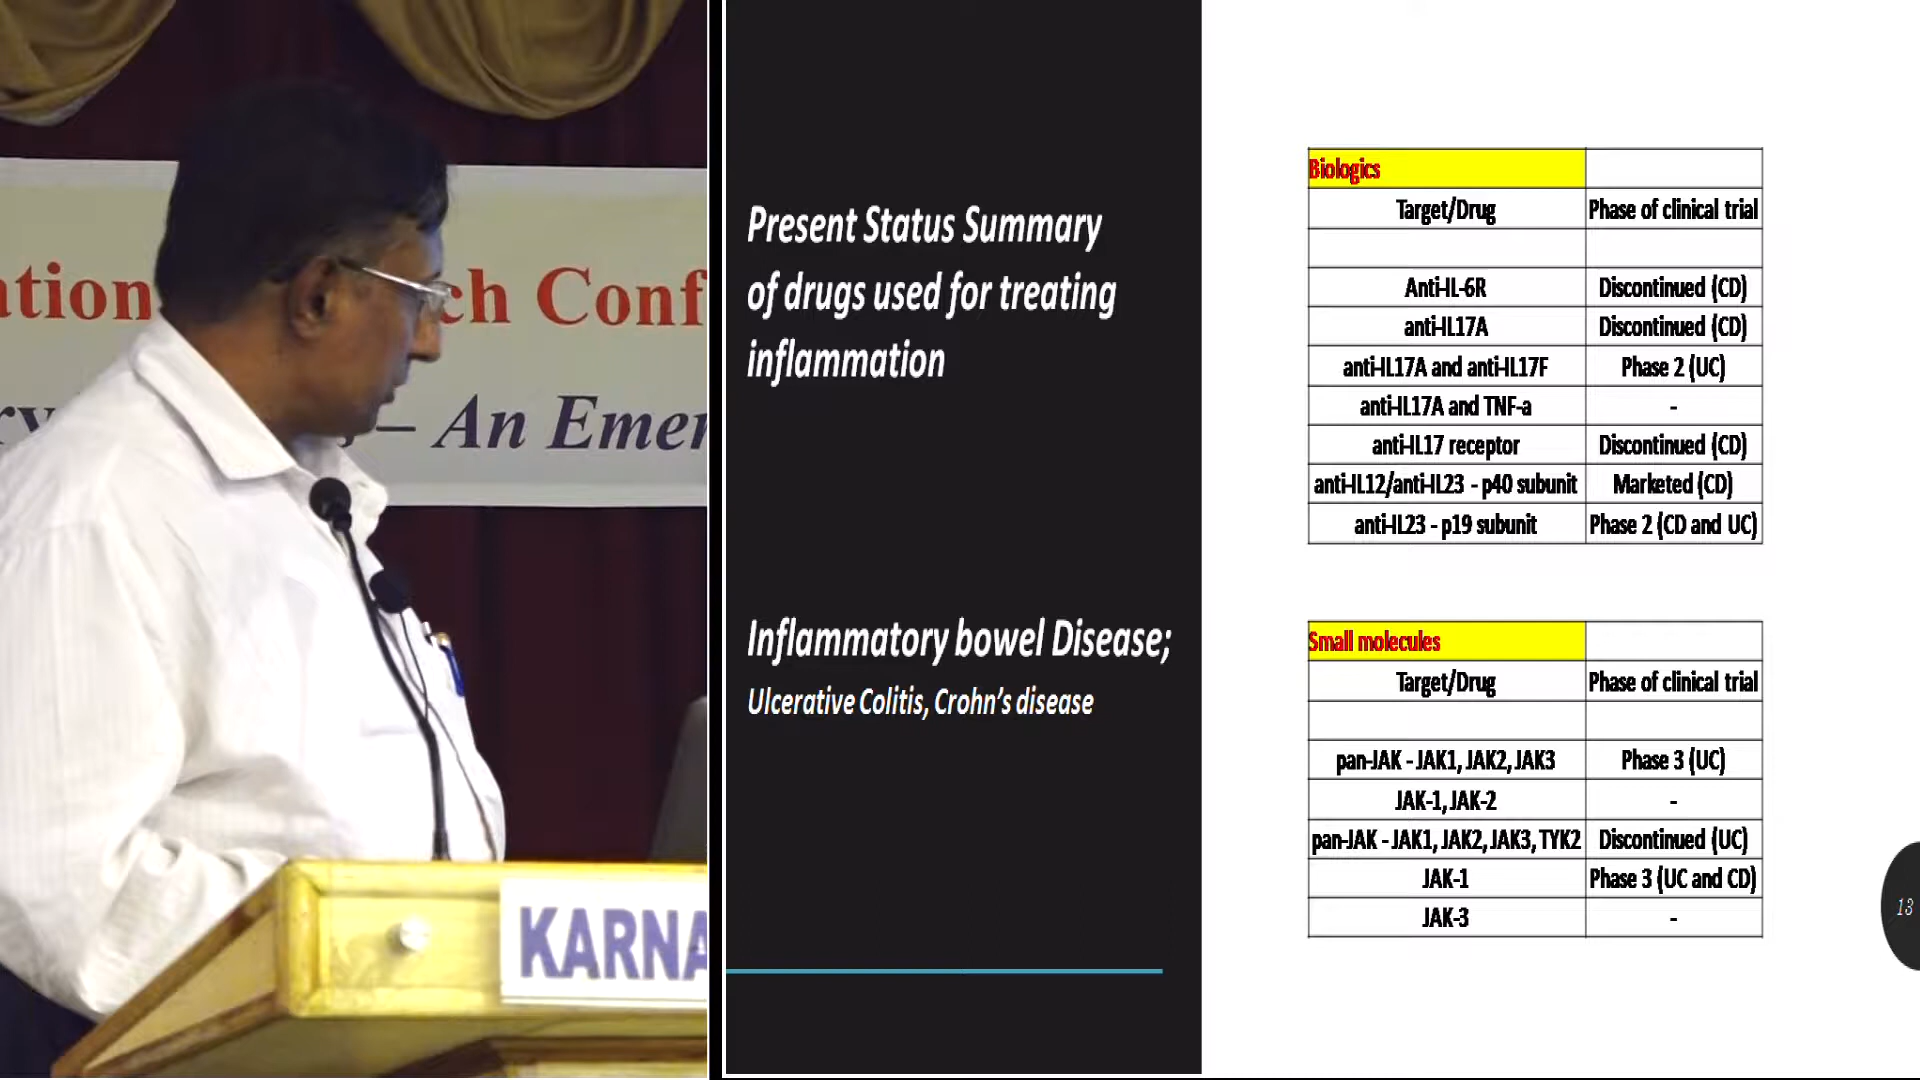 ation
ch Conf
– An Emer
KARNA
Present Status Summary
of drugs used for treating
inflammation
Inflammatory bowel Disease;
Ulcerative Colitis, Crohn's disease
Biologics
Target/Drug Phase of clinical trial
Anti-IL-6R Discontinued (CD)
anti-IL17A Discontinued (CD)
anti-IL17A and anti-IL17F Phase 2 (UC)
anti-IL17A and TNF-a -
anti-IL17 receptor Discontinued (CD)
anti-IL12/anti-IL23 - p40 subunit Marketed (CD)
anti-IL23 - p19 subunit Phase 2 (CD and UC)
Small molecules
Target/Drug Phase of clinical trial
pan-JAK - JAK1, JAK2, JAK3 Phase 3 (UC)
JAK-1, JAK-2 -
pan-JAK - JAK1, JAK2, JAK3, TYK2 Discontinued (UC)
JAK-1 Phase 3 (UC and CD)
JAK-3 -
13